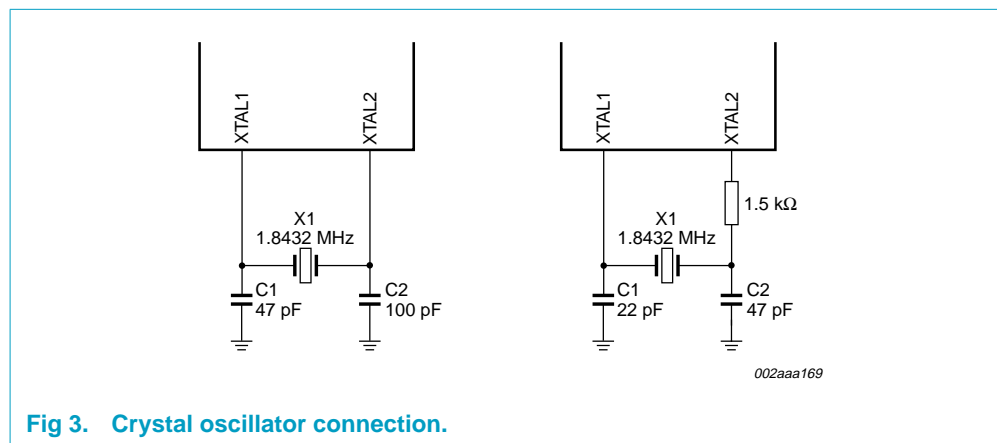 XTAL1
XTAL2
X1
1.8432 MHz
C1
47 pF
C2
100 pF
XTAL1
XTAL2
1.5 kΩ
X1
1.8432 MHz
C1
22 pF
C2
47 pF
002aaa169
Fig 3. Crystal oscillator connection.